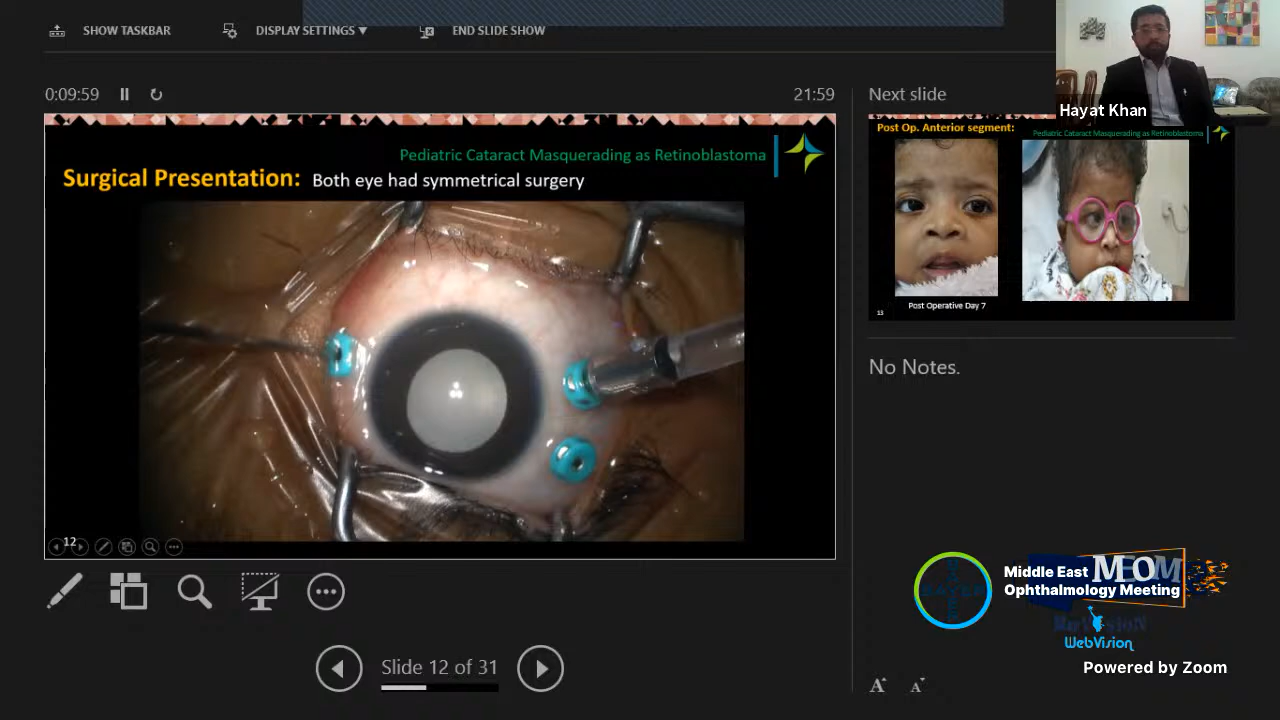 SHOW TASKBAR
DISPLAY SETTINGS ▼
END SLIDE SHOW
Hayat Khan
0:09:59
21:59
Next slide
Pediatric Cataract Masquerading as Retinoblastoma
Surgical Presentation: Both eye had symmetrical surgery
12
Post Op. Anterior segment:
Pediatric Cataract Masquerading as Retinoblastoma
Post Operative Day 7
13
No Notes.
Slide 12 of 31
BAYER
Middle East
Ophthalmology Meeting
MEOM
WebVision
Powered by Zoom
A
A